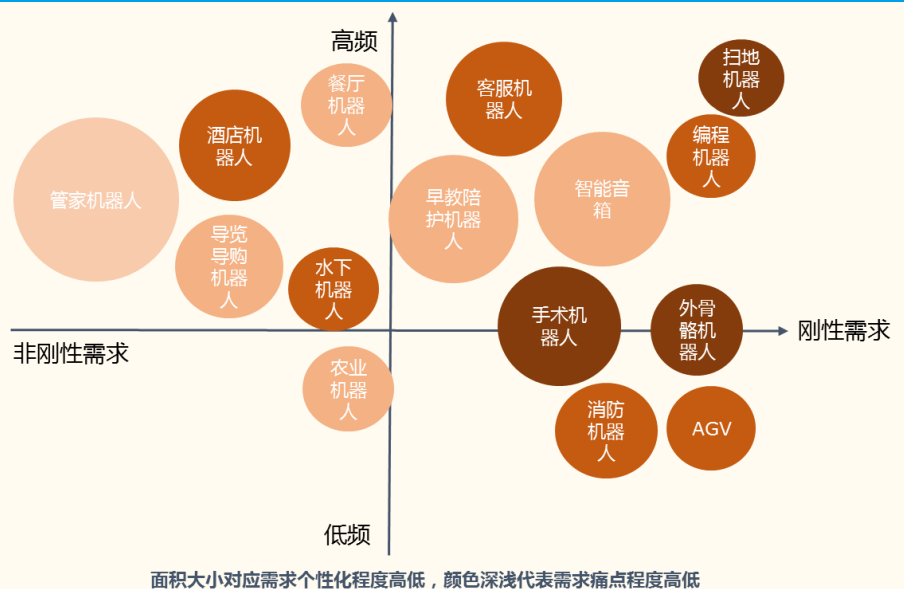 高频
扫地
机器
人
餐厅
机器
人
客服机
器人
酒店机
器人
编程
机器
人
管家机器人
早教陪
护机器
人
智能音
箱
导览
导购
机器
人
水下
机器
人
手术机
器人
外骨
骼机
器人
刚性需求
非刚性需求
农业
机器
人
消防
机器
人
AGV
低频
面积大小对应需求个性化程度高低，颜色深浅代表需求痛点程度高低